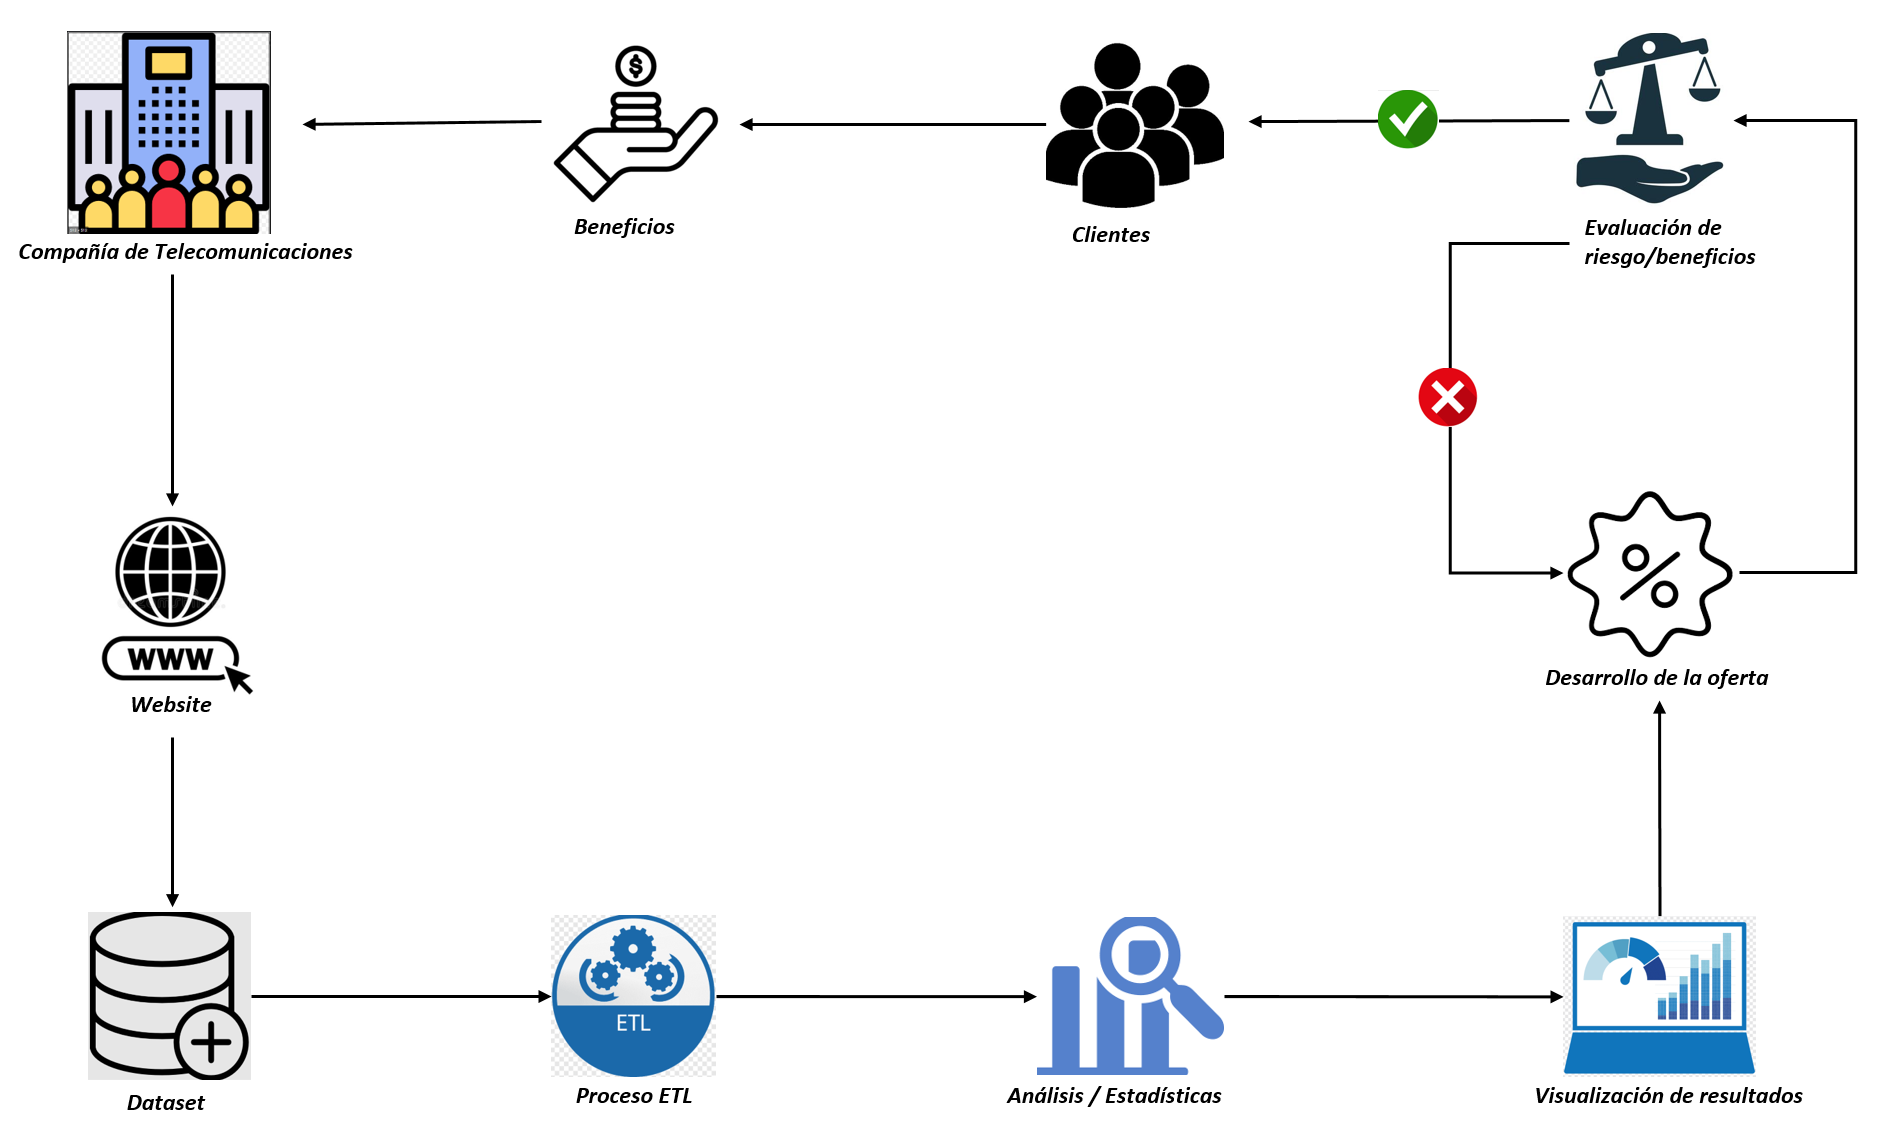 $
Compañía de Telecomunicaciones
Beneficios
Clientes
Evaluación de
riesgo/beneficios
WWW
Website
%
Desarrollo de la oferta
ETL
Dataset
Proceso ETL
Análisis / Estadísticas
Visualización de resultados